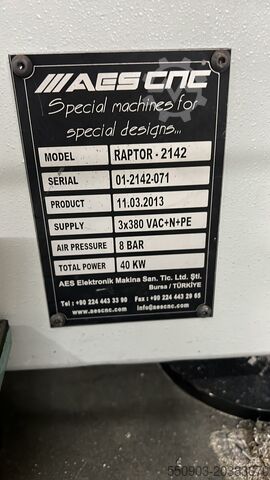 AES CNC
Special machines for
special designs...
MODEL RAPTOR - 2142
SERIAL 01-2142-071
PRODUCT 11.03.2013
SUPPLY 3x380 VAC+N+PE
AIR PRESSURE 8 BAR
TOTAL POWER 40 KW
AES Elektronik Makina San. Tic. Ltd. Şti.
Bursa / TÜRKİYE
Tel : +90 224 443 33 90 Fax : +90 224 443 29 65
www.aescnc.com info@aescnc.com